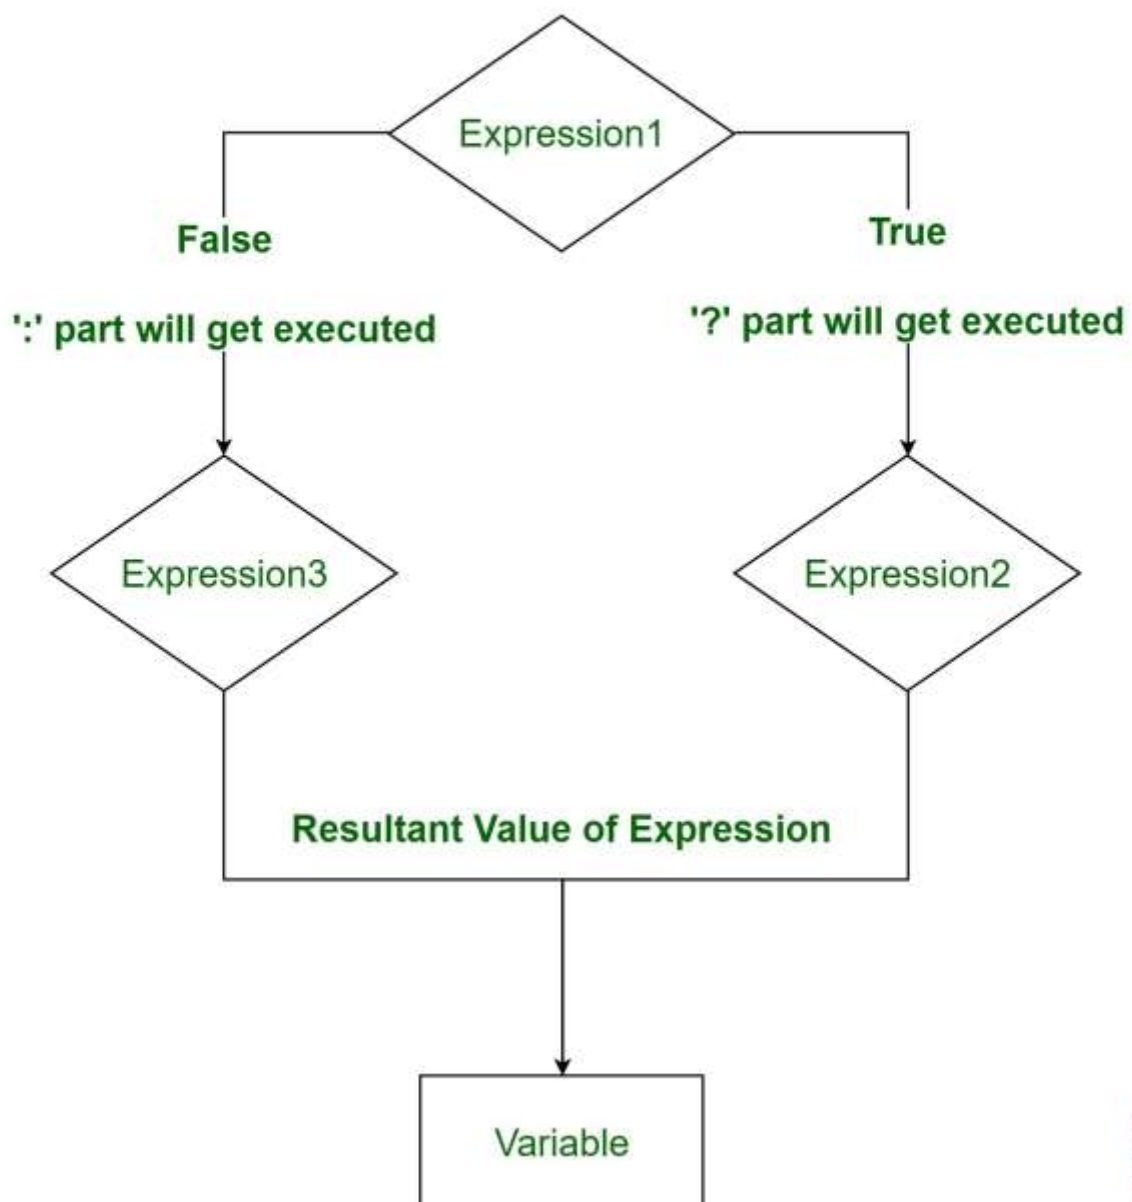 Expression1
False
True
':' part will get executed
'?' part will get executed
Expression3
Expression2
Resultant Value of Expression
Variable